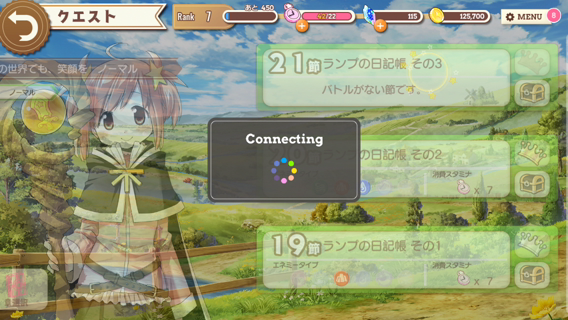 クエスト
Rank 7
あと 450
42/22
115
125,700
MENU
8
の世界でも、笑顔を ノーマル
ノーマル
21節 ランプの日記帳 その3
バトルがない節です。
Connecting
ランプの日記帳 その2
消費スタミナ
x 7
19節 ランプの日記帳 その1
エネミータイプ
消費スタミナ
x 7